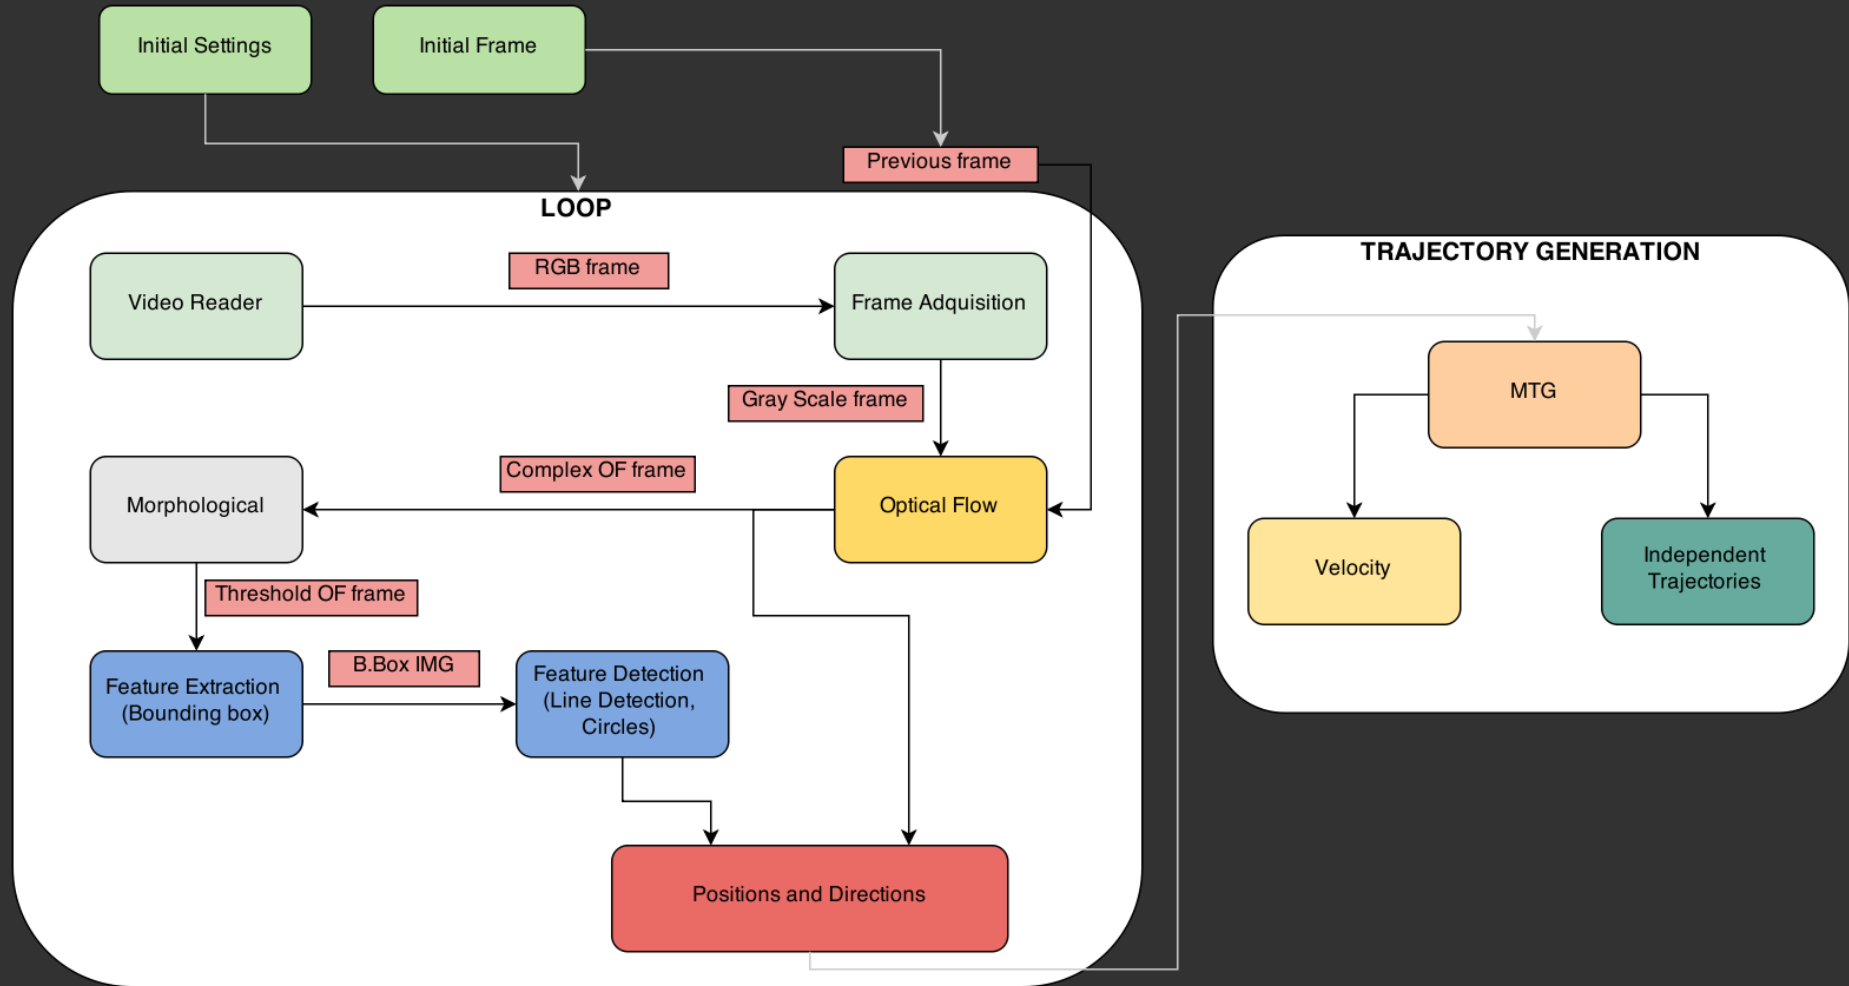 Initial Settings
Initial Frame
Previous frame
LOOP
RGB frame
Video Reader
Frame Adquisition
Gray Scale frame
Complex OF frame
Morphological
Optical Flow
Threshold OF frame
Feature Extraction
(Bounding box)
B.Box IMG
Feature Detection
(Line Detection,
Circles)
Positions and Directions
TRAJECTORY GENERATION
MTG
Velocity
Independent
Trajectories